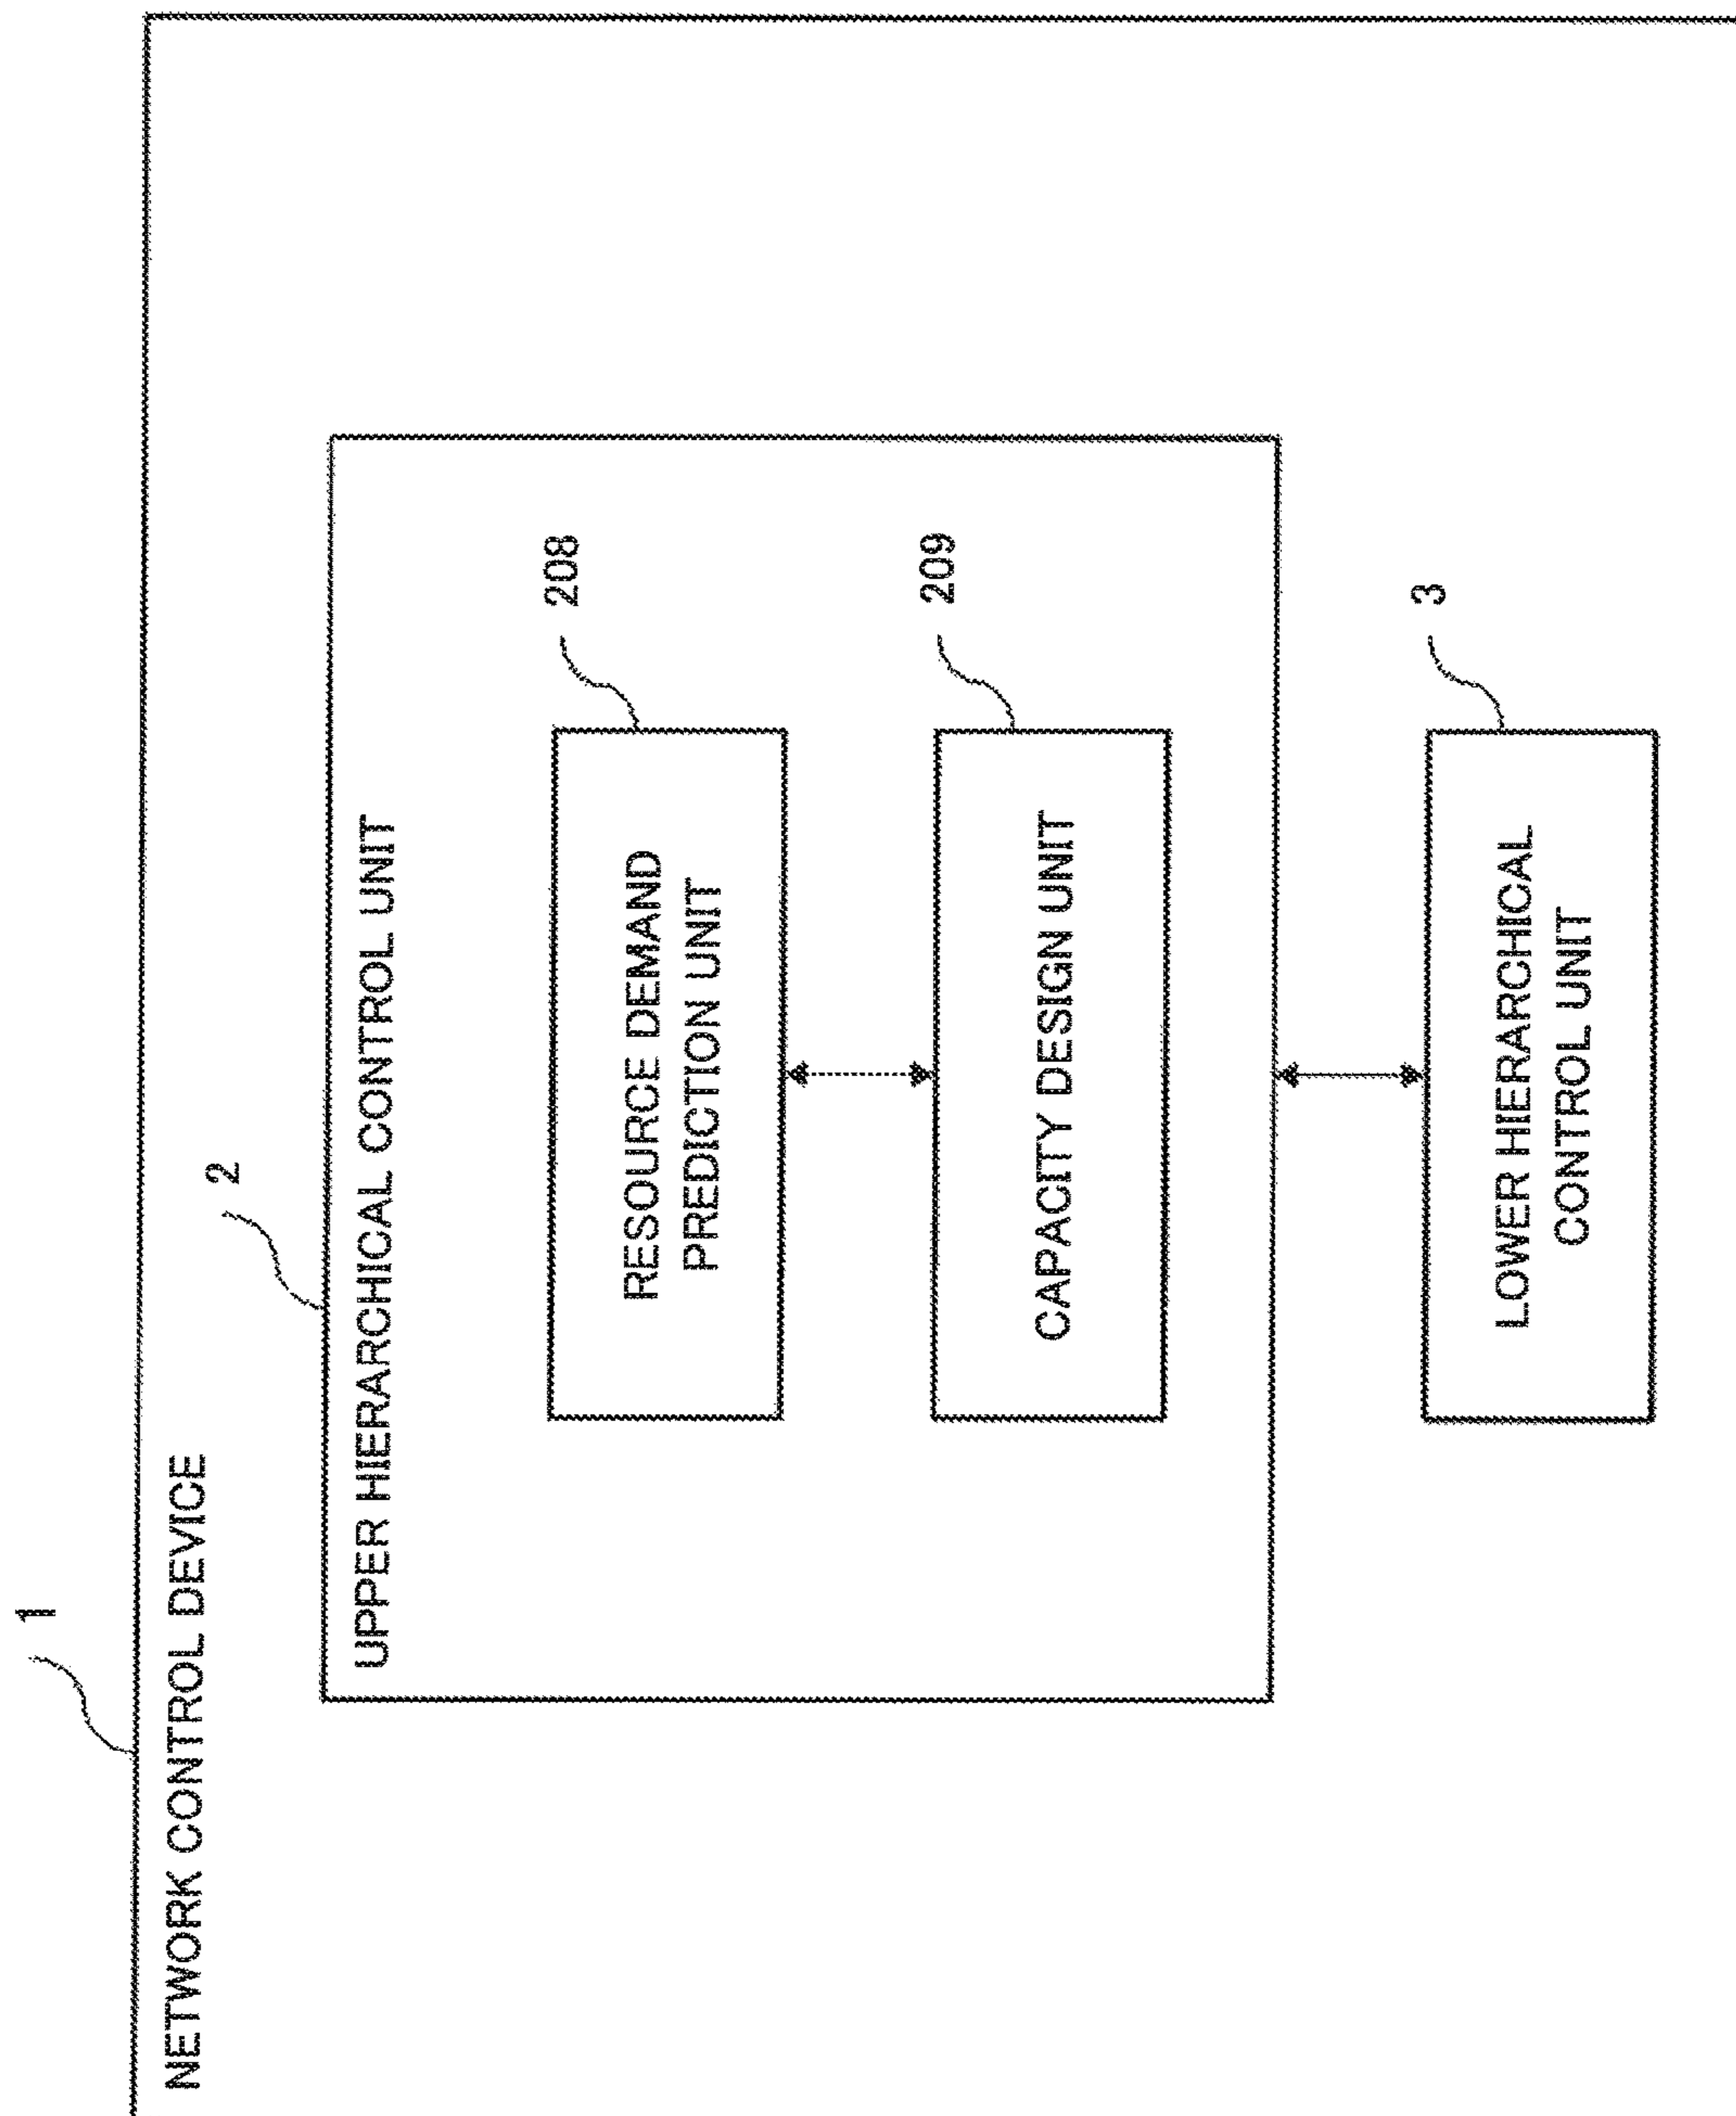 1
NETWORK CONTROL DEVICE
2
UPPER HIERARCHICAL CONTROL UNIT
208
RESOURCE DEMAND
PREDICTION UNIT
209
CAPACITY DESIGN UNIT
3
LOWER HIERARCHICAL
CONTROL UNIT